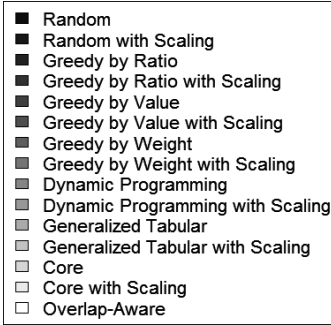 Random
Random with Scaling
Greedy by Ratio
Greedy by Ratio with Scaling
Greedy by Value
Greedy by Value with Scaling
Greedy by Weight
Greedy by Weight with Scaling
Dynamic Programming
Dynamic Programming with Scaling
Generalized Tabular
Generalized Tabular with Scaling
Core
Core with Scaling
Overlap-Aware